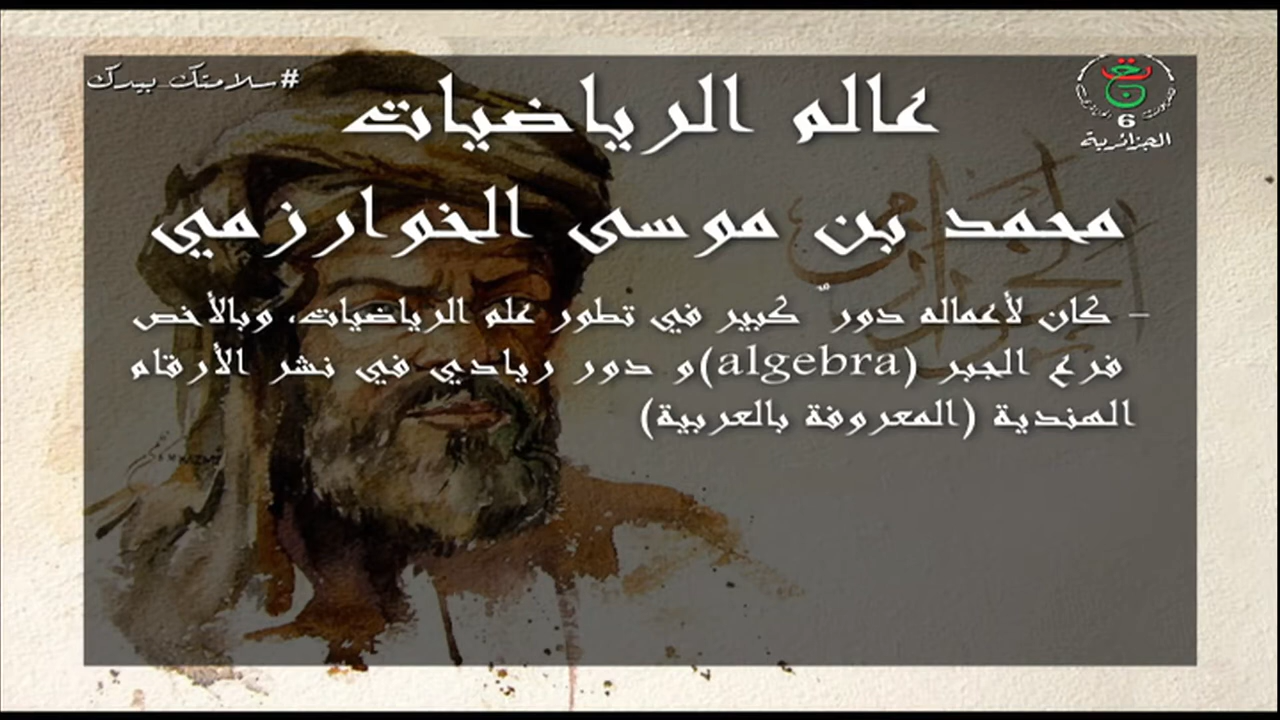 #سلامتك بيدك
6
الجزائرية
عالم الرياضيات
محمد بن موسى الخوارزمي
- كان لأعماله دورٌ كبير في تطور علم الرياضيات، وبالأخص
فرع الجبر (algebra)و دور ريادي في نشر الأرقام
الهندية (المعروفة بالعربية)
الخوارزمي